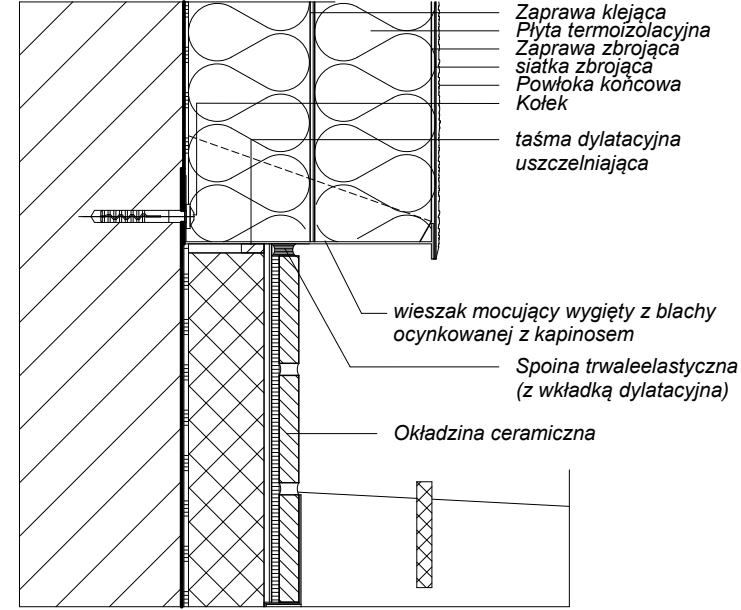 Zaprawa klejąca
Płyta termoizolacyjna
Zaprawa zbrojąca
siatka zbrojąca
Powłoka końcowa
Kołek
taśma dylatacyjna
uszczelniająca
wieszak mocujący wygięty z blachy
ocynkowanej z kapinosem
Spoina trwaleelastyczna
(z wkładką dylatacyjna)
Okładzina ceramiczna